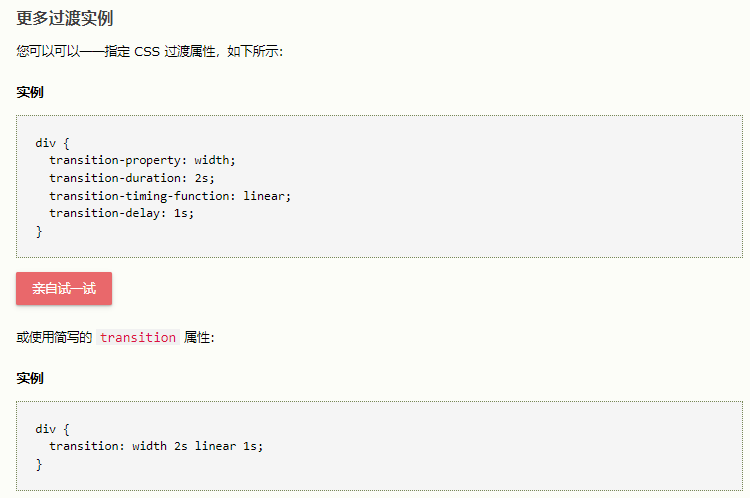 更多过渡实例
您可以可以——指定 CSS 过渡属性，如下所示：
实例
div {
  transition-property: width;
  transition-duration: 2s;
  transition-timing-function: linear;
  transition-delay: 1s;
}
亲自试一试
或使用简写的 transition 属性：
实例
div {
  transition: width 2s linear 1s;
}